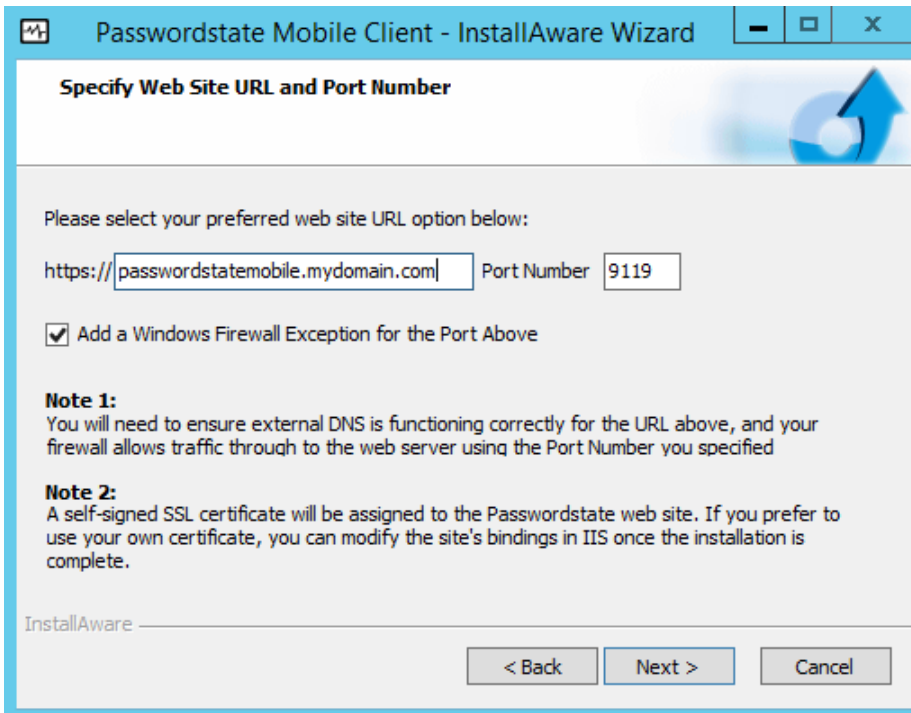 Passwordstate Mobile Client - InstallAware Wizard
Specify Web Site URL and Port Number
Please select your preferred web site URL option below:
https:// passwordstatemobile.mydomain.com Port Number 9119
Add a Windows Firewall Exception for the Port Above
Note 1:
You will need to ensure external DNS is functioning correctly for the URL above, and your
firewall allows traffic through to the web server using the Port Number you specified
Note 2:
A self-signed SSL certificate will be assigned to the Passwordstate web site. If you prefer to
use your own certificate, you can modify the site's bindings in IIS once the installation is
complete.
InstallAware
< Back Next > Cancel